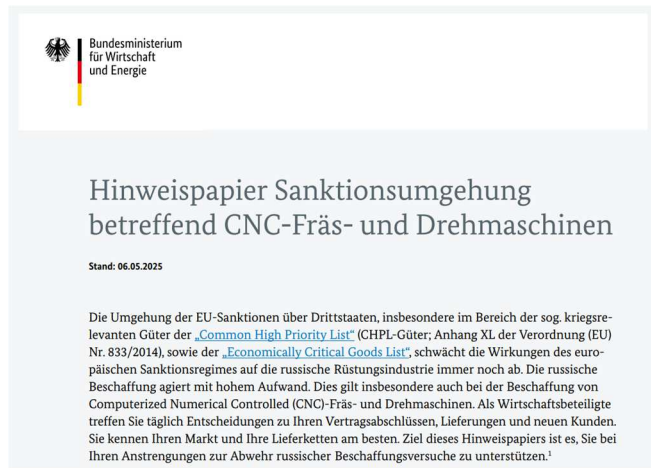 Bundesministerium
für Wirtschaft
und Energie
Hinweispapier Sanktionsumgehung
betreffend CNC-Fräs- und Drehmaschinen
Stand: 06.05.2025
Die Umgehung der EU-Sanktionen über Drittstaaten, insbesondere im Bereich der sog. kriegsre-
levanten Güter der „Common High Priority List“ (CHPL-Güter; Anhang XL der Verordnung (EU)
Nr. 833/2014), sowie der „Economically Critical Goods List“, schwächt die Wirkungen des euro-
päischen Sanktionsregimes auf die russische Rüstungsindustrie immer noch ab. Die russische
Beschaffung agiert mit hohem Aufwand. Dies gilt insbesondere auch bei der Beschaffung von
Computerized Numerical Controlled (CNC)-Fräs- und Drehmaschinen. Als Wirtschaftsbeteiligte
treffen Sie täglich Entscheidungen zu Ihren Vertragsabschlüssen, Lieferungen und neuen Kunden.
Sie kennen Ihren Markt und Ihre Lieferketten am besten. Ziel dieses Hinweispapiers ist es, Sie bei
Ihren Anstrengungen zur Abwehr russischer Beschaffungsversuche zu unterstützen.¹